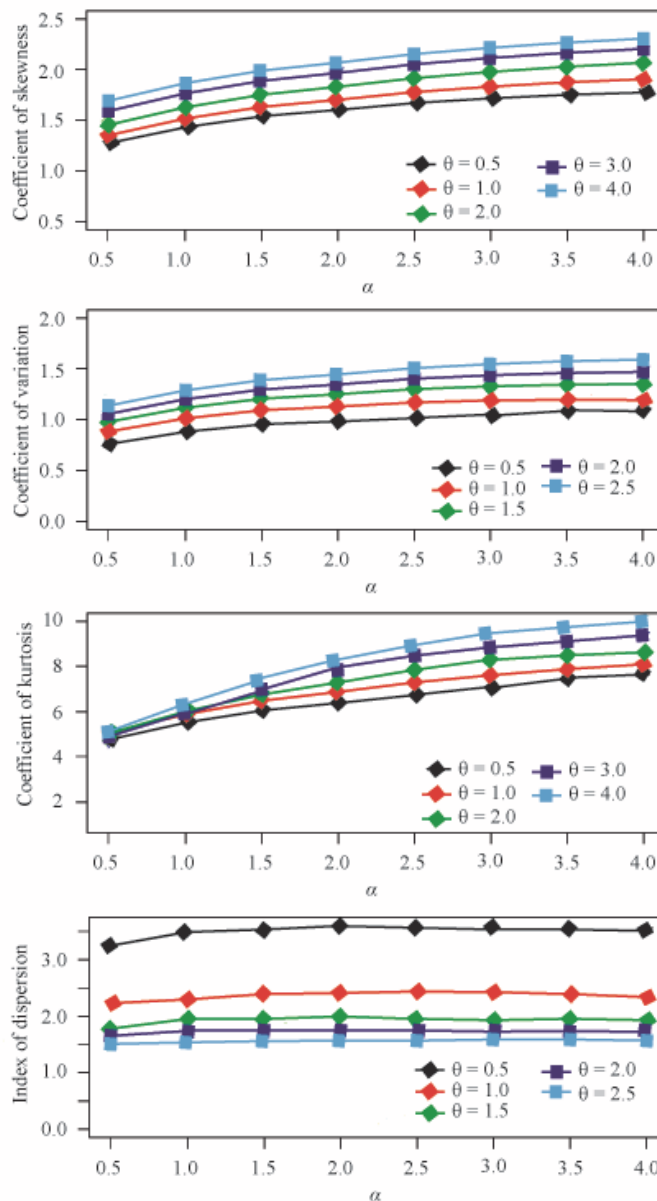 Coefficient of skewness
2.5
2.0
1.5
1.0
0.5
θ = 0.5
θ = 3.0
θ = 1.0
θ = 4.0
θ = 2.0
0.5 1.0 1.5 2.0 2.5 3.0 3.5 4.0
α
Coefficient of variation
2.0
1.5
1.0
0.5
0.0
θ = 0.5
θ = 2.0
θ = 1.0
θ = 2.5
θ = 1.5
0.5 1.0 1.5 2.0 2.5 3.0 3.5 4.0
α
Coefficient of kurtosis
10
8
6
4
2
θ = 0.5
θ = 3.0
θ = 1.0
θ = 4.0
θ = 2.0
0.5 1.0 1.5 2.0 2.5 3.0 3.5 4.0
α
Index of dispersion
3.0
2.0
1.0
0.0
θ = 0.5
θ = 2.0
θ = 1.0
θ = 2.5
θ = 1.5
0.5 1.0 1.5 2.0 2.5 3.0 3.5 4.0
α